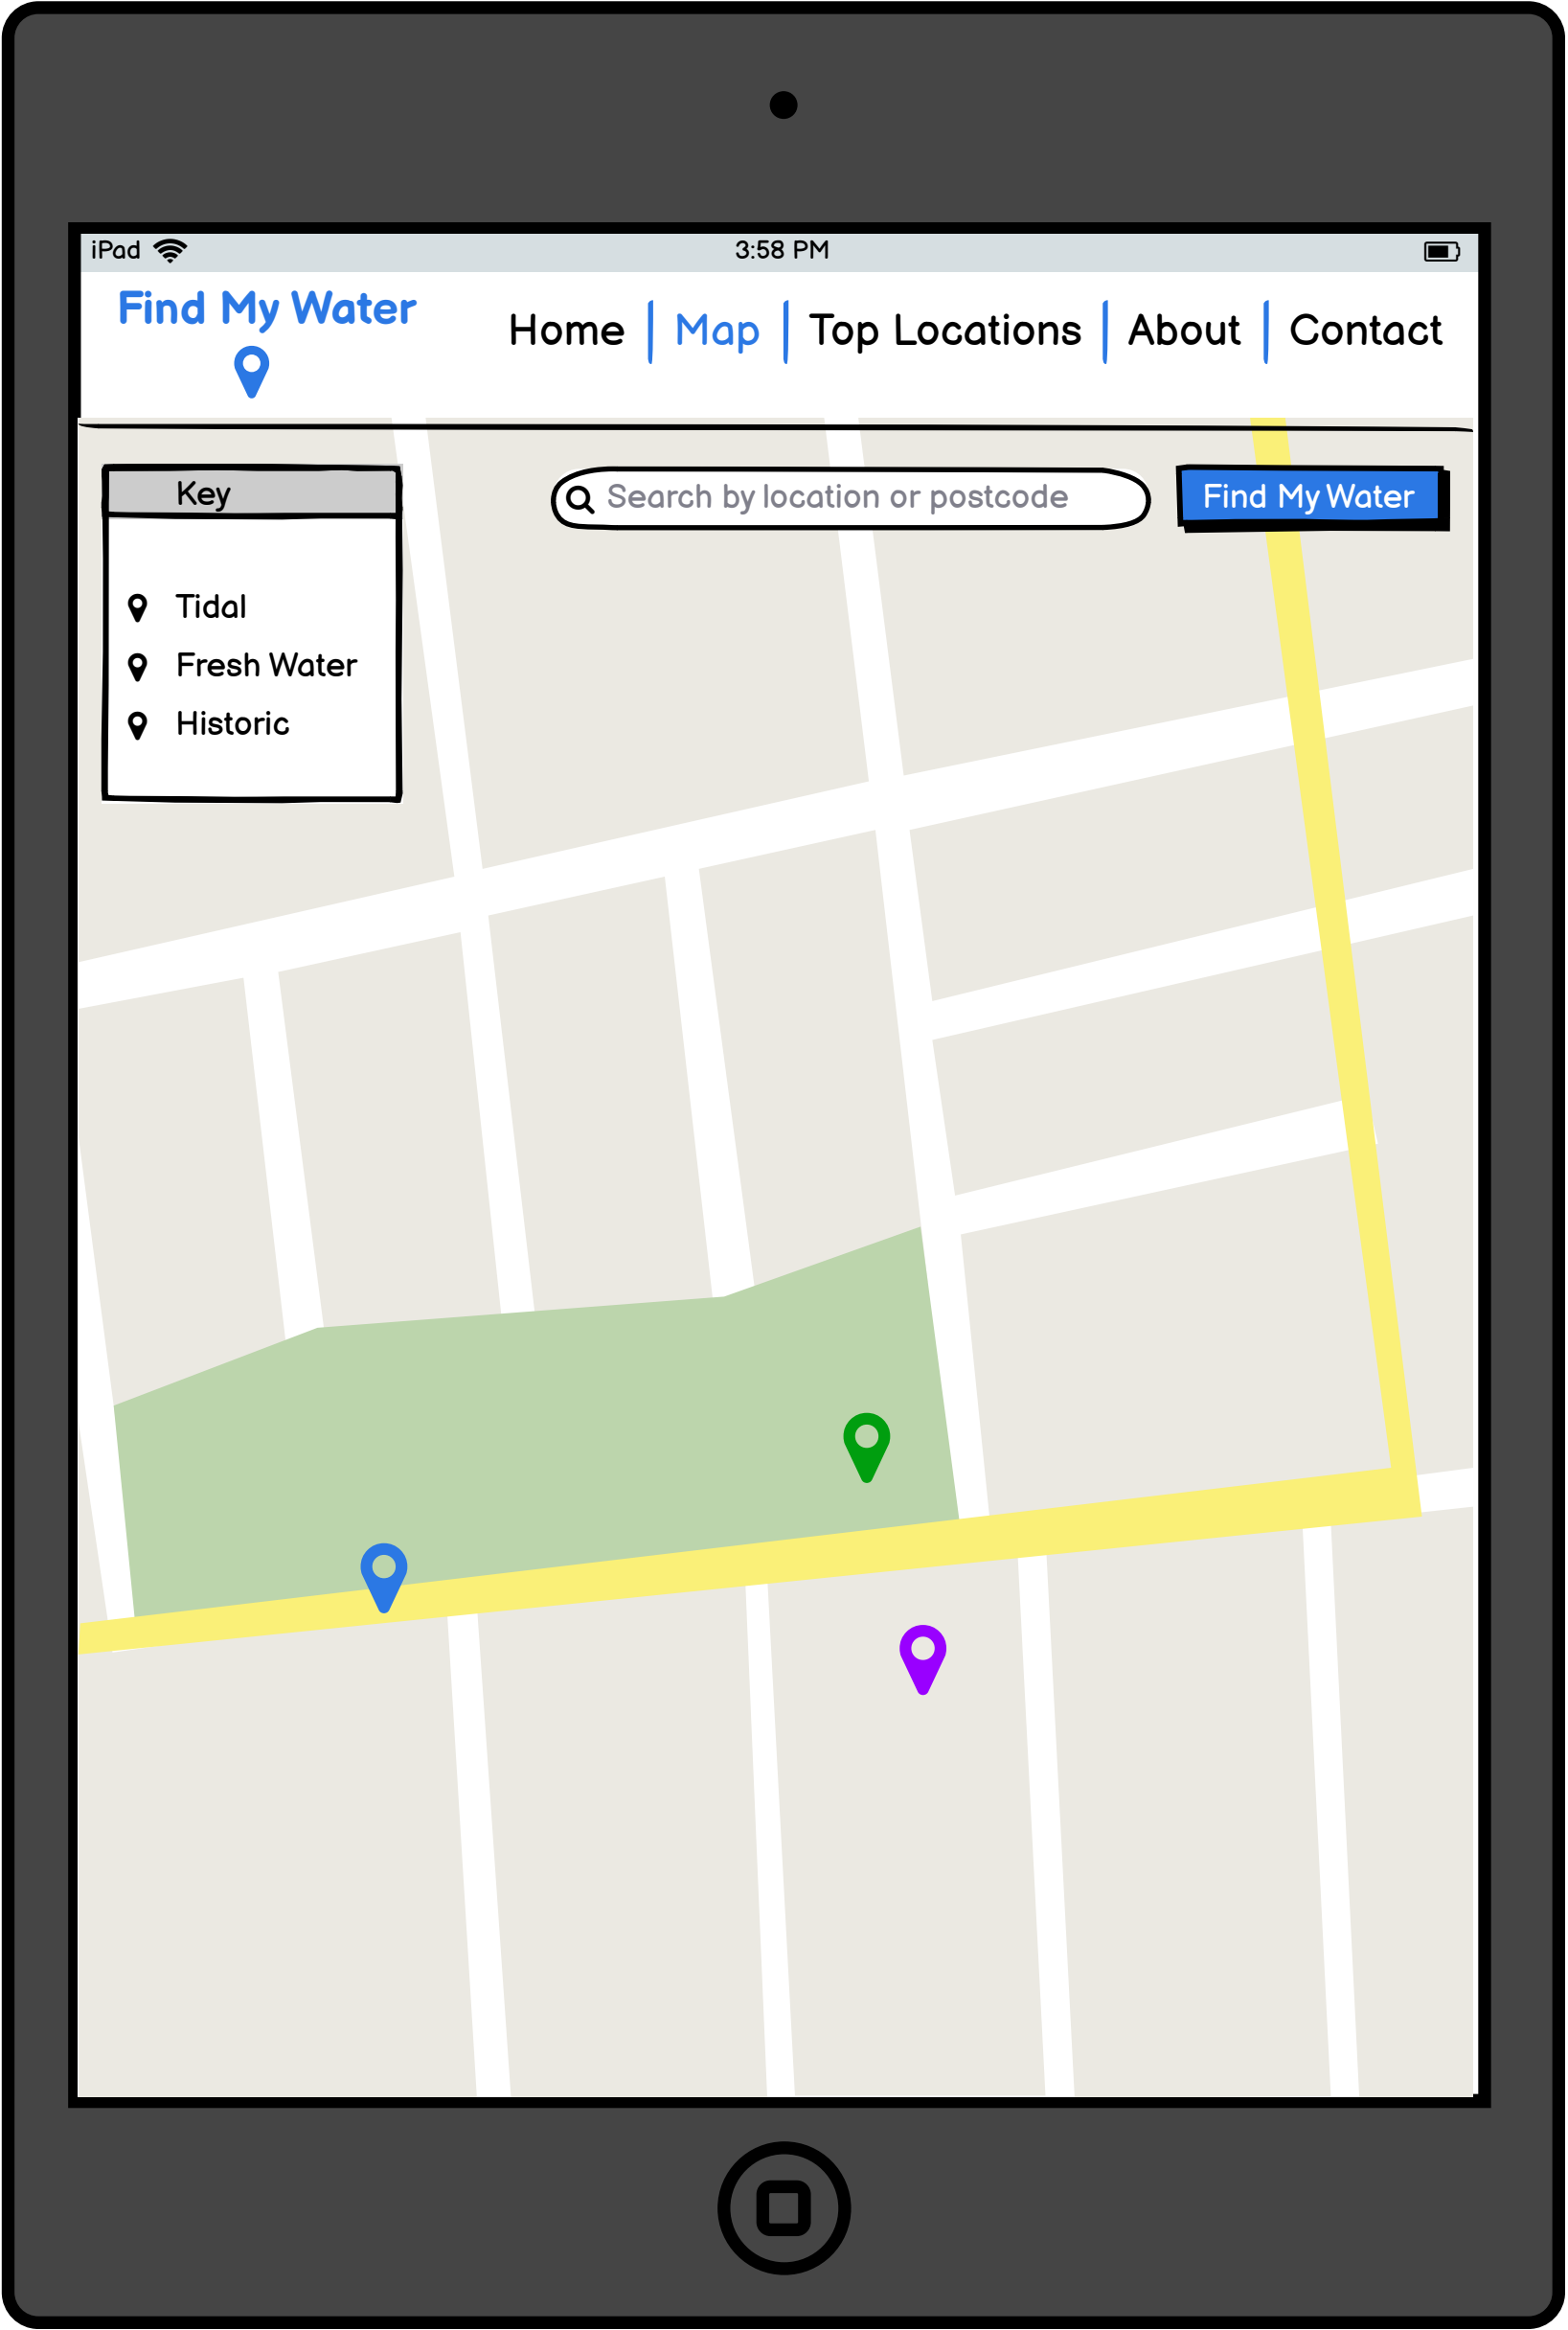 iPad
3:58 PM
Find My Water
Home | Map | Top Locations | About | Contact
Key
Search by location or postcode
Find My Water
Tidal
Fresh Water
Historic